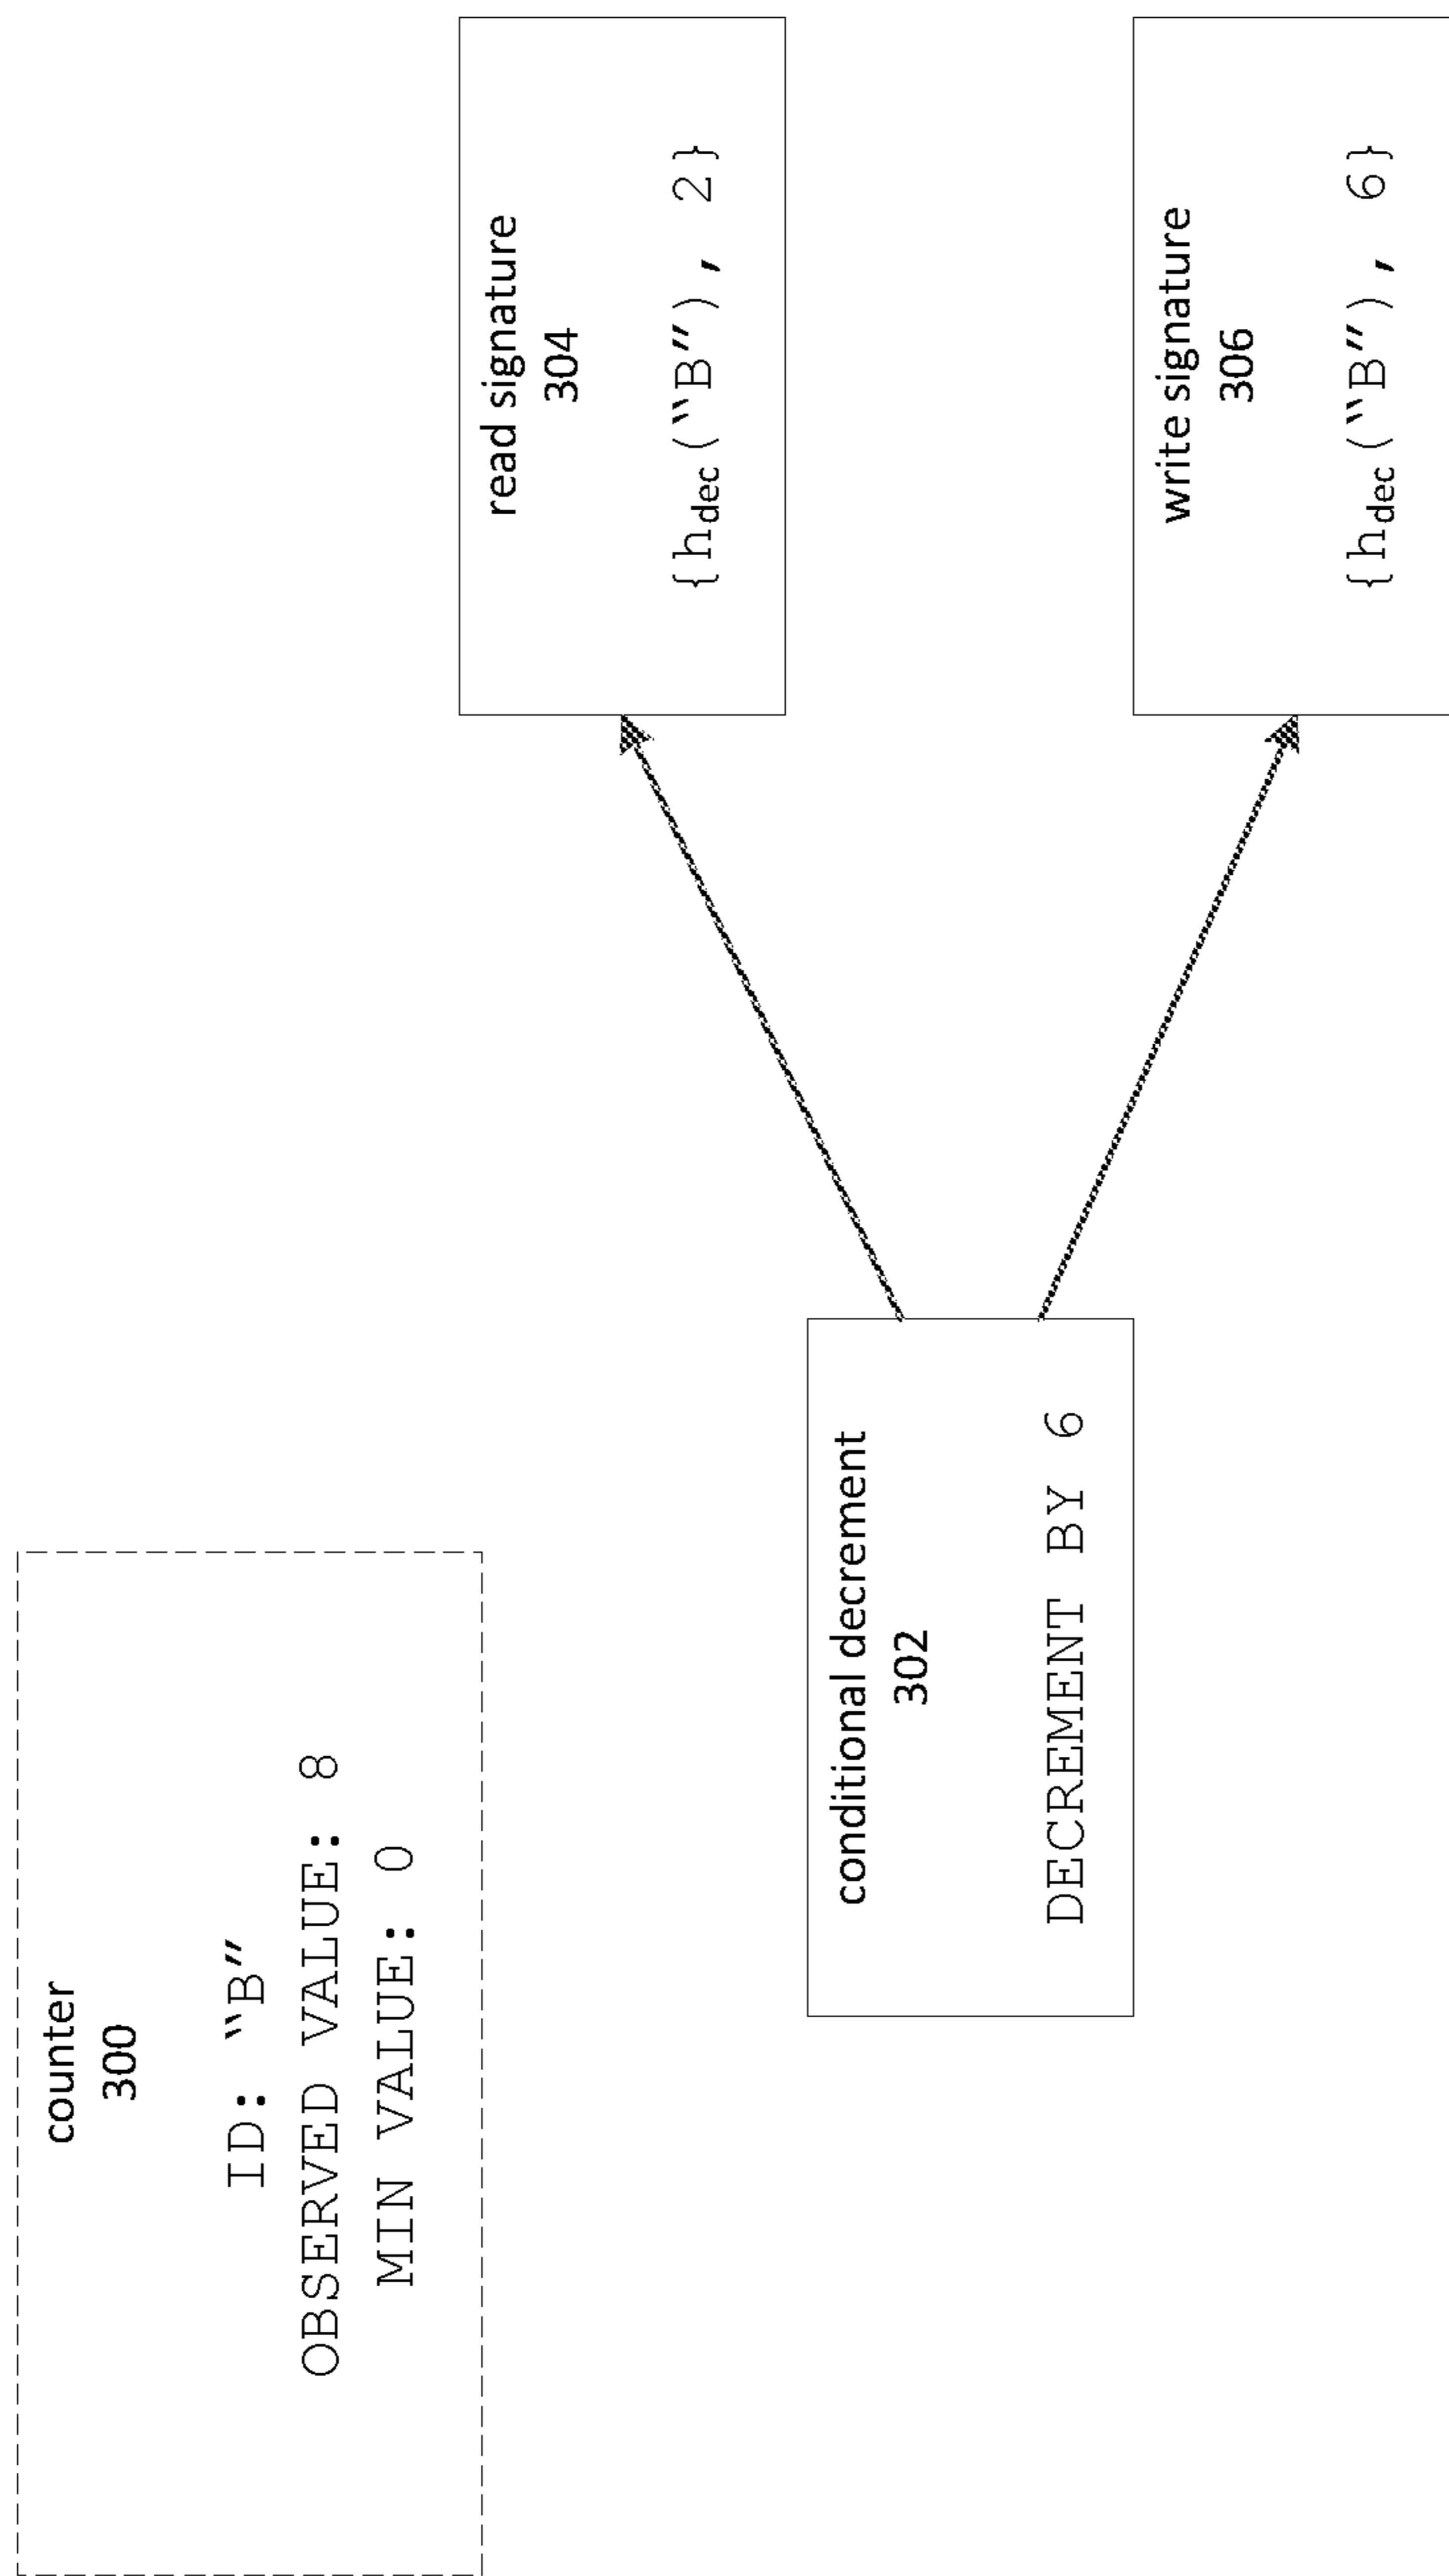 counter
300
ID: “B”
OBSERVED VALUE: 8
MIN VALUE: 0
conditional decrement
302
DECREMENT BY 6
read signature
304
{hdec(“B”), 2}
write signature
306
{hdec(“B”), 6}